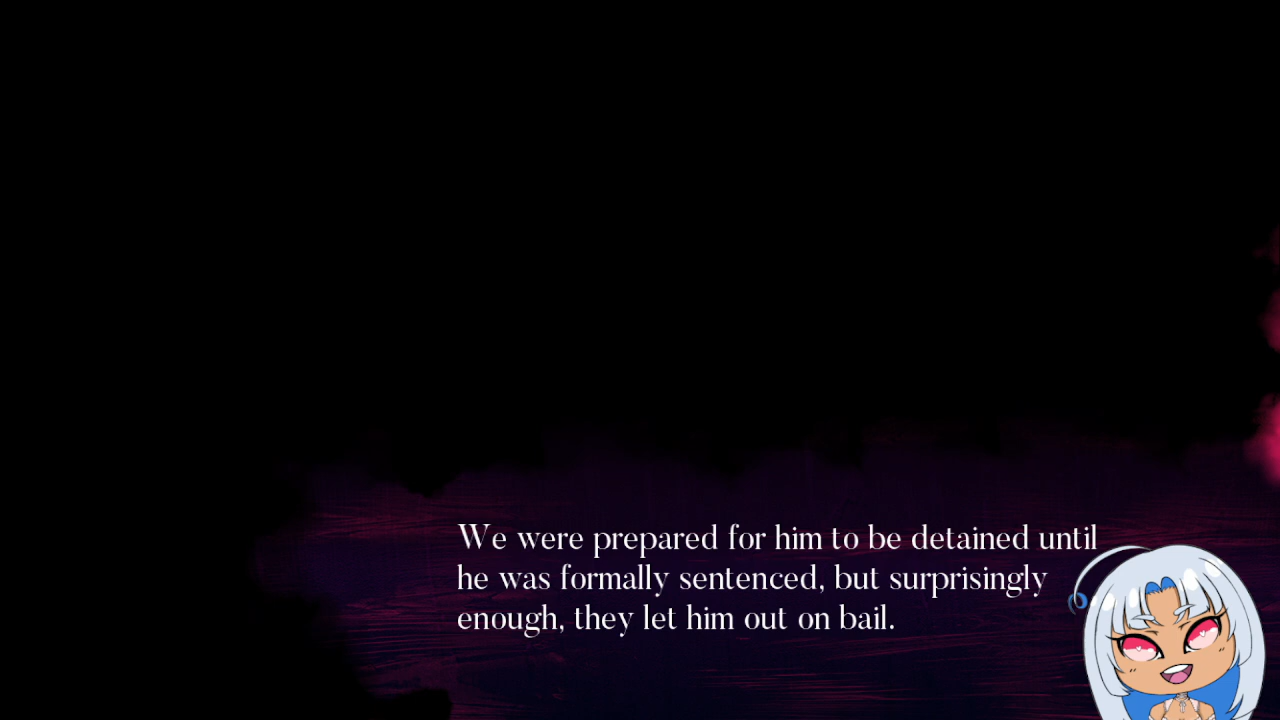 We were prepared for him to be detained until
he was formally sentenced, but surprisingly
enough, they let him out on bail.